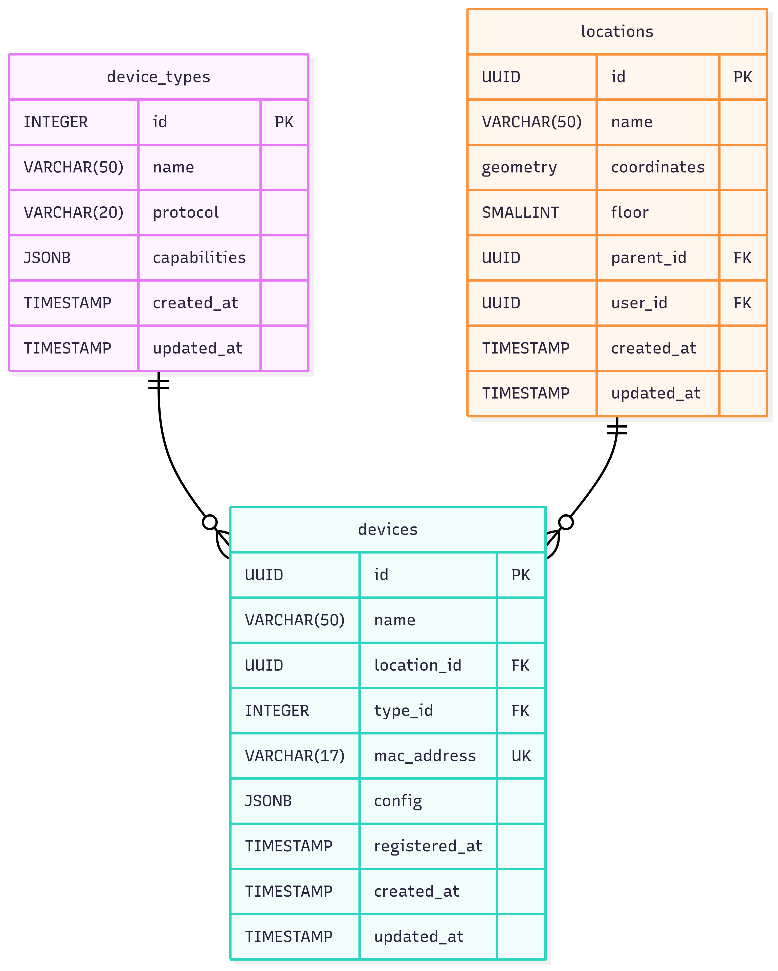 device_types
INTEGER id PK
VARCHAR(50) name
VARCHAR(20) protocol
JSONB capabilities
TIMESTAMP created_at
TIMESTAMP updated_at
locations
UUID id PK
VARCHAR(50) name
geometry coordinates
SMALLINT floor
UUID parent_id FK
UUID user_id FK
TIMESTAMP created_at
TIMESTAMP updated_at
devices
UUID id PK
VARCHAR(50) name
UUID location_id FK
INTEGER type_id FK
VARCHAR(17) mac_address UK
JSONB config
TIMESTAMP registered_at
TIMESTAMP created_at
TIMESTAMP updated_at